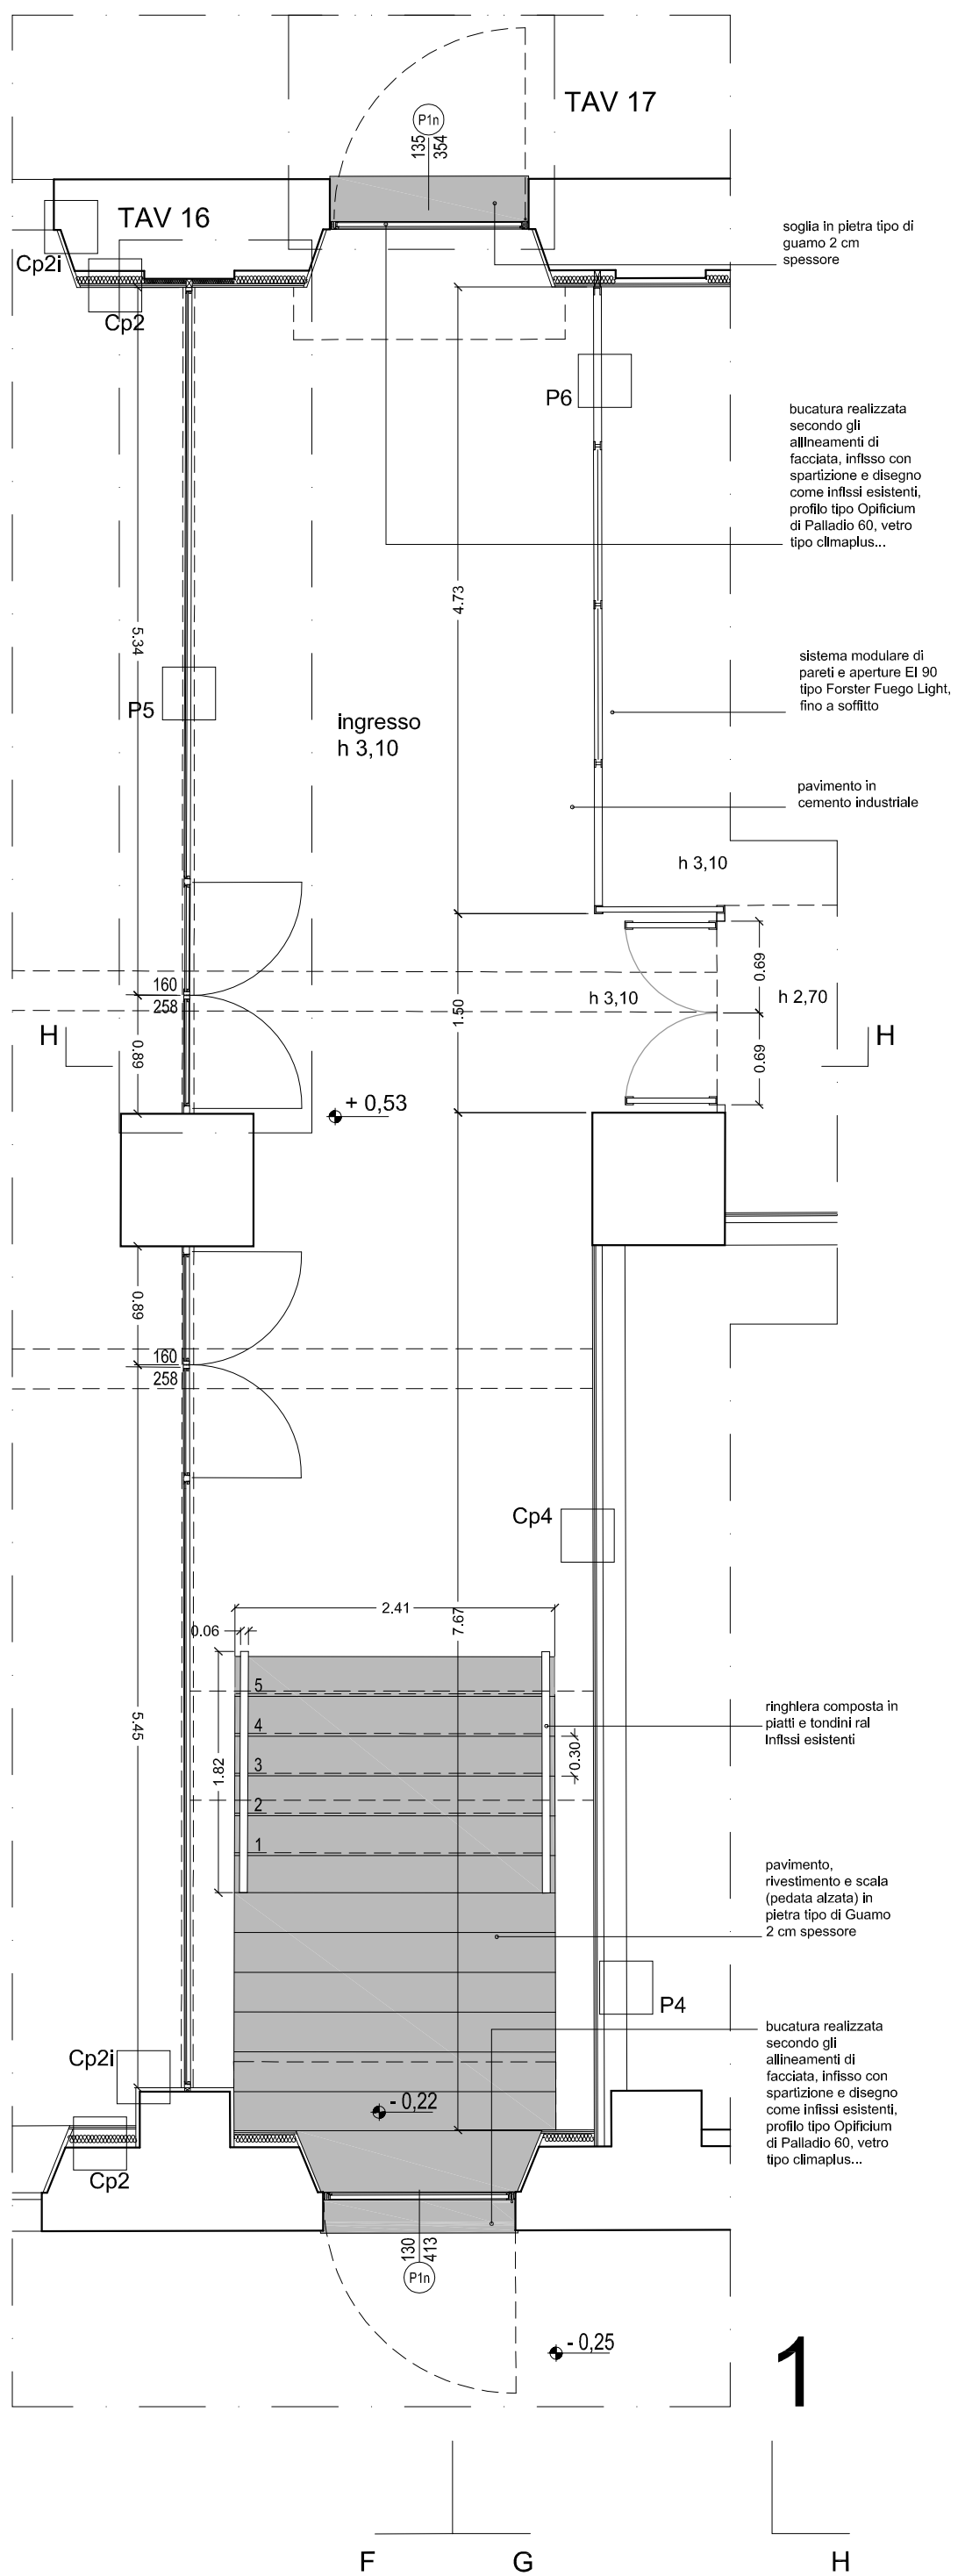 TAV 17
P1n
135
354
TAV 16
soglia in pietra tipo di
guamo 2 cm
spessore
Cp2i
Cp2
P6
bucatura realizzata
secondo gli
allineamenti di
facciata, infisso con
spartizione e disegno
come infissi esistenti,
profilo tipo Opificium
di Palladio 60, vetro
tipo climaplus...
4.73
5.34
sistema modulare di
pareti e aperture EI 90
tipo Forster Fuego Light,
fino a soffitto
P5
ingresso
h 3,10
pavimento in
cemento industriale
h 3,10
0.69
160
258
h 3,10
h 2,70
1.50
H
H
0.89
0.69
+ 0,53
0.89
160
258
Cp4
2.41
7.67
0.06
5
4
3
2
1
5.45
1.82
0.30
ringhiera composta in
piatti e tondini ral
Infissi esistenti
pavimento,
rivestimento e scala
(pedata alzata) in
pietra tipo di Guamo
2 cm spessore
P4
Cp2i
bucatura realizzata
secondo gli
allineamenti di
facciata, infisso con
spartizione e disegno
come infissi esistenti,
profilo tipo Opificium
di Palladio 60, vetro
tipo climaplus...
- 0,22
Cp2
130
413
P1n
- 0,25
1
F
G
H